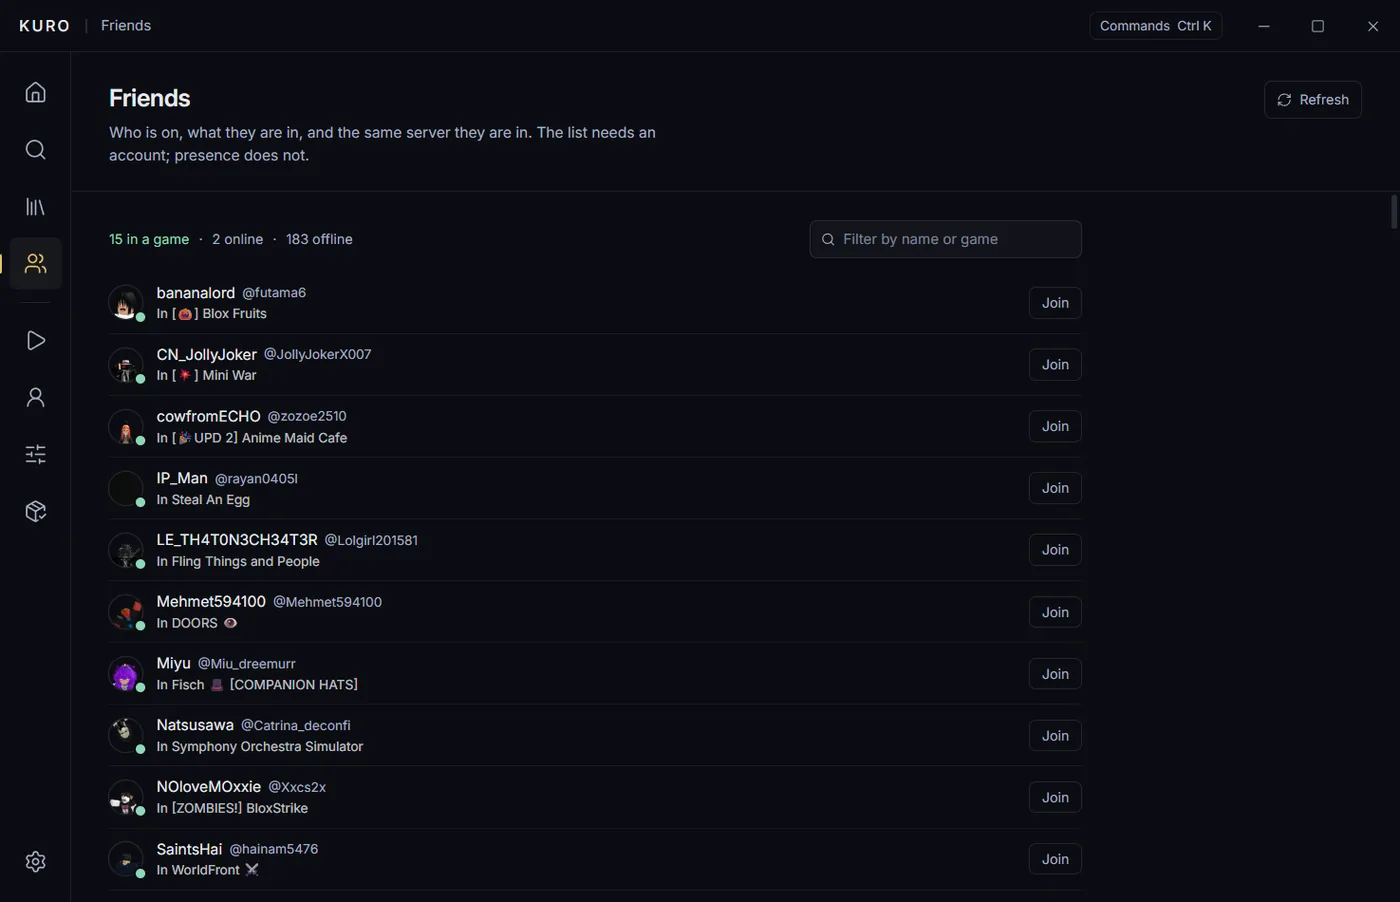 KURO | Friends
Commands Ctrl K
Friends
Refresh
Who is on, what they are in, and the same server they are in. The list needs an
account; presence does not.
15 in a game · 2 online · 183 offline
Filter by name or game
bananalord @futama6
In [🎃] Blox Fruits
Join
CN_JollyJoker @JollyJokerX007
In [💥] Mini War
Join
cowfromECHO @zozoe2510
In [🎉UPD 2] Anime Maid Cafe
Join
IP_Man @rayan0405l
In Steal An Egg
Join
LE_TH4T0N3CH34T3R @Lolgirl201581
In Fling Things and People
Join
Mehmet594100 @Mehmet594100
In DOORS 👁️
Join
Miyu @Miu_dreemurr
In Fisch 🎩 [COMPANION HATS]
Join
Natsusawa @Catrina_deconfi
In Symphony Orchestra Simulator
Join
NOloveMOxxie @Xxcs2x
In [ZOMBIES!] BloxStrike
Join
SaintsHai @hainam5476
In WorldFront ⚔️
Join